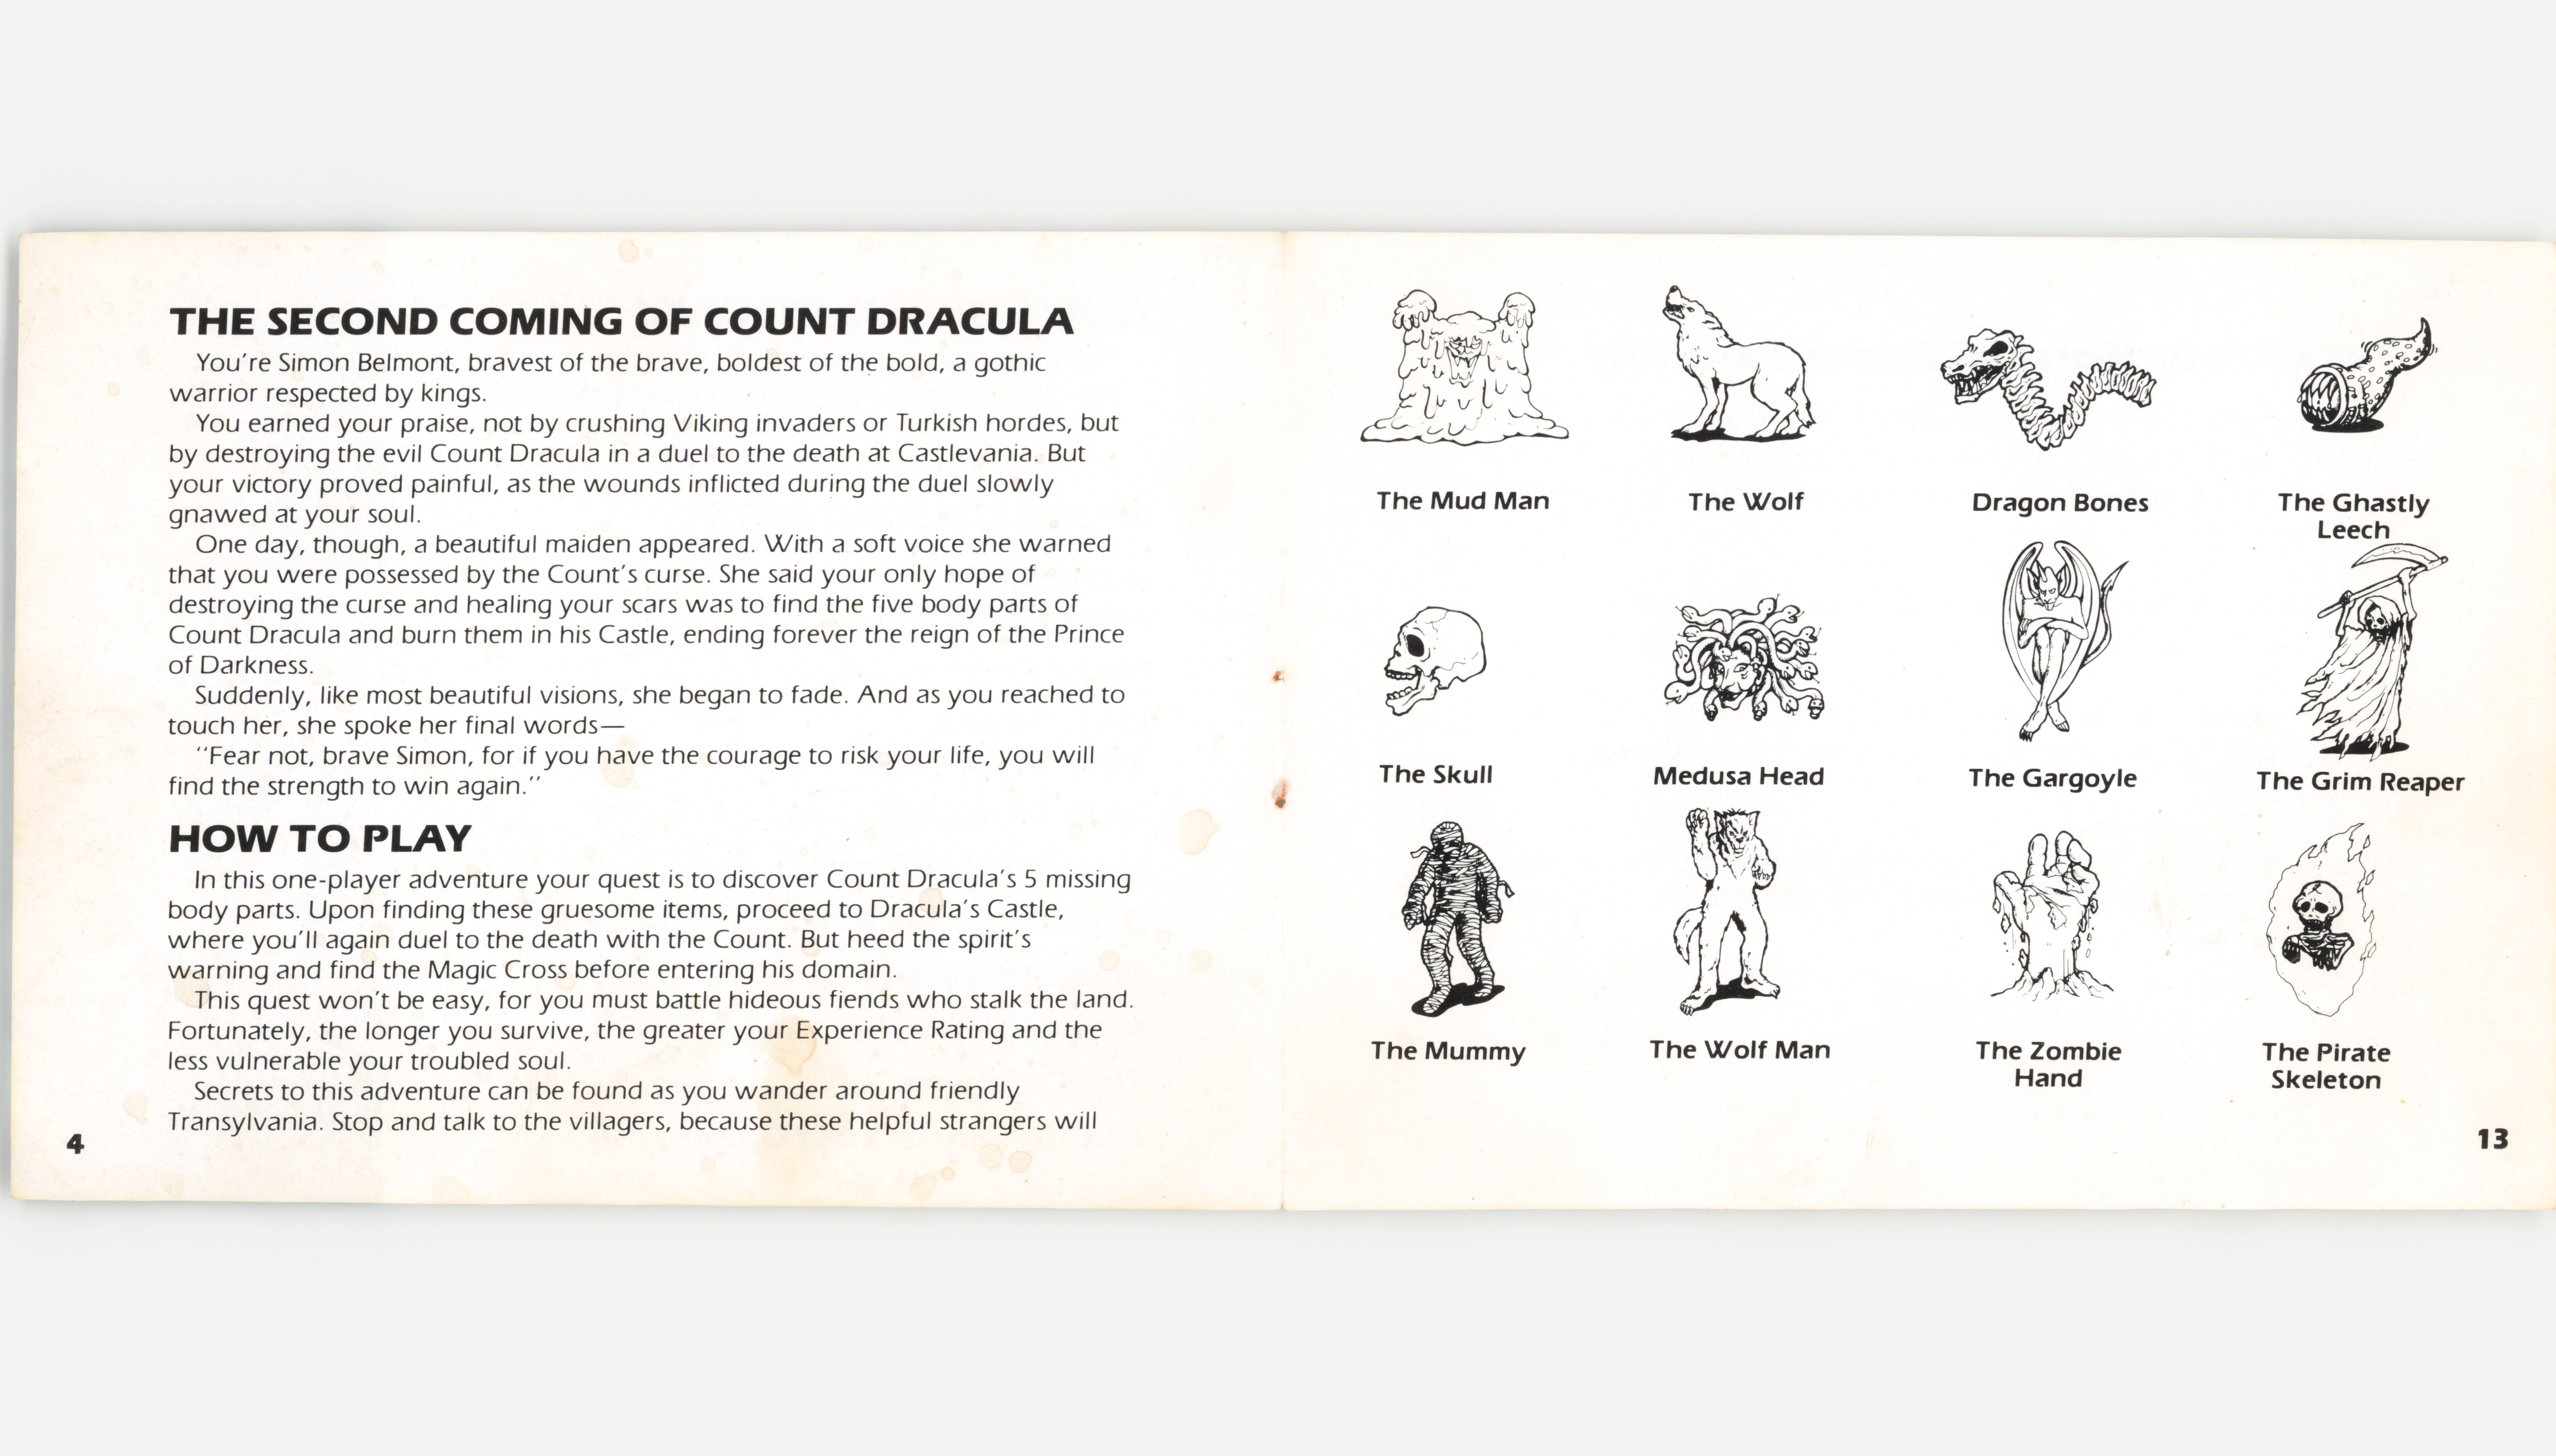 THE SECOND COMING OF COUNT DRACULA
You're Simon Belmont, bravest of the brave, boldest of the bold, a gothic
warrior respected by kings.
You earned your praise, not by crushing Viking invaders or Turkish hordes, but
by destroying the evil Count Dracula in a duel to the death at Castlevania. But
your victory proved painful, as the wounds inflicted during the duel slowly
gnawed at your soul.
One day, though, a beautiful maiden appeared. With a soft voice she warned
that you were possessed by the Count's curse. She said your only hope of
destroying the curse and healing your scars was to find the five body parts of
Count Dracula and burn them in his Castle, ending forever the reign of the Prince
of Darkness.
Suddenly, like most beautiful visions, she began to fade. And as you reached to
touch her, she spoke her final words—
"Fear not, brave Simon, for if you have the courage to risk your life, you will
find the strength to win again."
HOW TO PLAY
In this one-player adventure your quest is to discover Count Dracula's 5 missing
body parts. Upon finding these gruesome items, proceed to Dracula's Castle,
where you'll again duel to the death with the Count. But heed the spirit's
warning and find the Magic Cross before entering his domain.
This quest won't be easy, for you must battle hideous fiends who stalk the land.
Fortunately, the longer you survive, the greater your Experience Rating and the
less vulnerable your troubled soul.
Secrets to this adventure can be found as you wander around friendly
Transylvania. Stop and talk to the villagers, because these helpful strangers will
4
The Mud Man
The Wolf
Dragon Bones
The Ghastly
Leech
The Skull
Medusa Head
The Gargoyle
The Grim Reaper
The Mummy
The Wolf Man
The Zombie
Hand
The Pirate
Skeleton
13